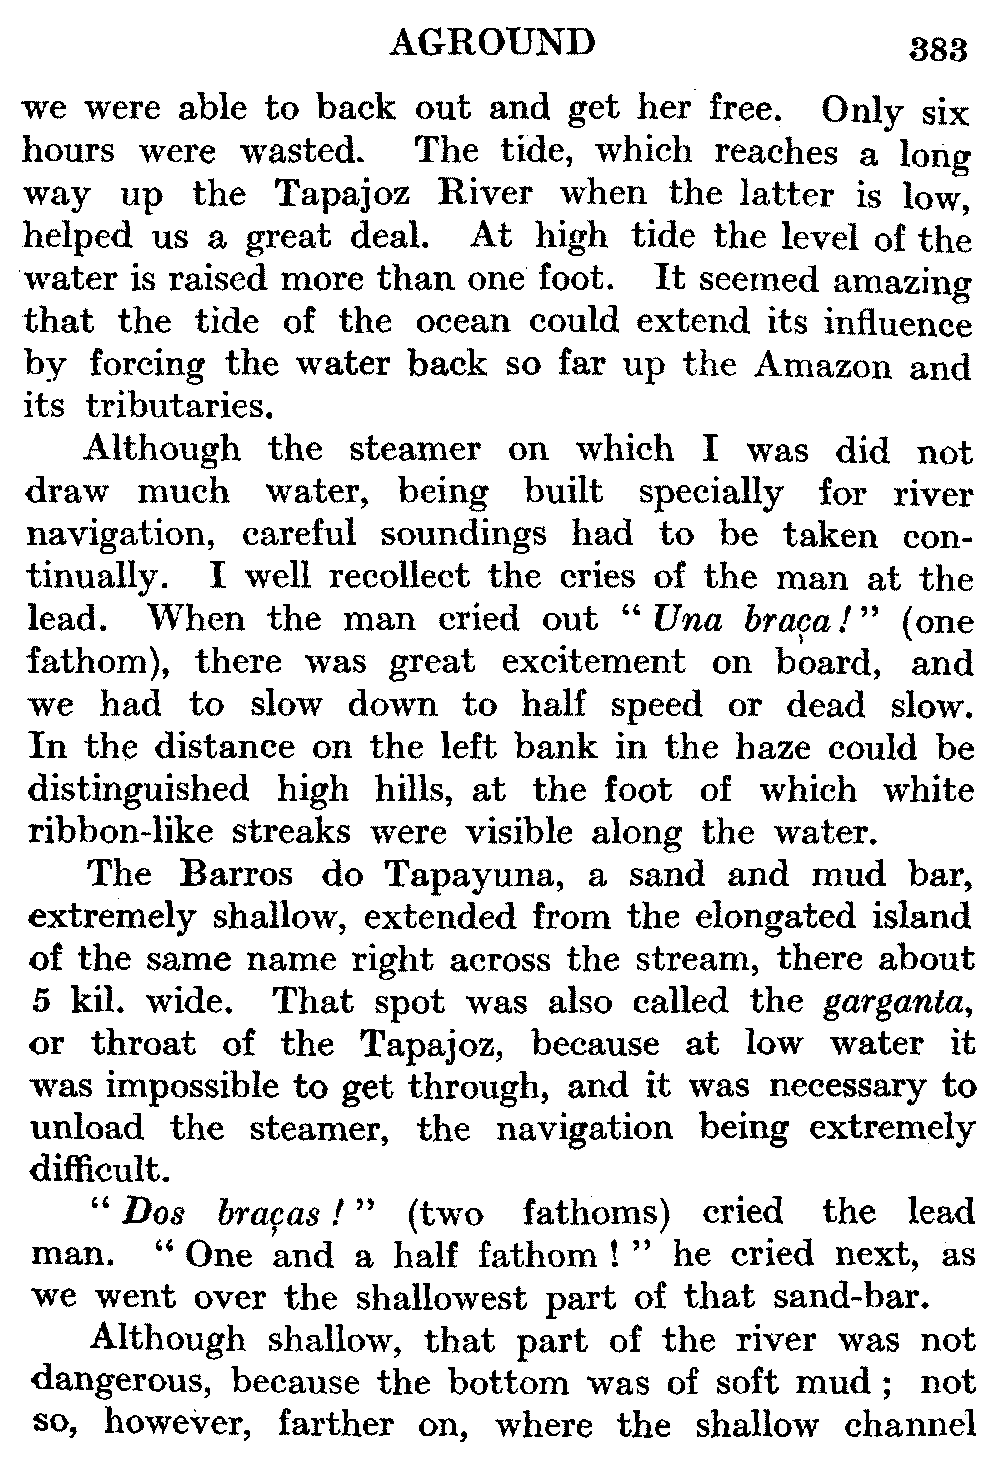 AGROUND 383
we were able to back out and get her free. Only six
hours were wasted. The tide, which reaches a long
way up the Tapajoz River when the latter is low,
helped us a great deal. At high tide the level of the
water is raised more than one foot. It seemed amazing
that the tide of the ocean could extend its influence
by forcing the water back so far up the Amazon and
its tributaries.
Although the steamer on which I was did not
draw much water, being built specially for river
navigation, careful soundings had to be taken con-
tinually. I well recollect the cries of the man at the
lead. When the man cried out “ Una braça! ” (one
fathom), there was great excitement on board, and
we had to slow down to half speed or dead slow.
In the distance on the left bank in the haze could be
distinguished high hills, at the foot of which white
ribbon-like streaks were visible along the water.
The Barros do Tapayuna, a sand and mud bar,
extremely shallow, extended from the elongated island
of the same name right across the stream, there about
5 kil. wide. That spot was also called the garganta,
or throat of the Tapajoz, because at low water it
was impossible to get through, and it was necessary to
unload the steamer, the navigation being extremely
difficult.
“ Dos braças! ” (two fathoms) cried the lead
man. “ One and a half fathom ! ” he cried next, as
we went over the shallowest part of that sand-bar.
Although shallow, that part of the river was not
dangerous, because the bottom was of soft mud ; not
so, however, farther on, where the shallow channel